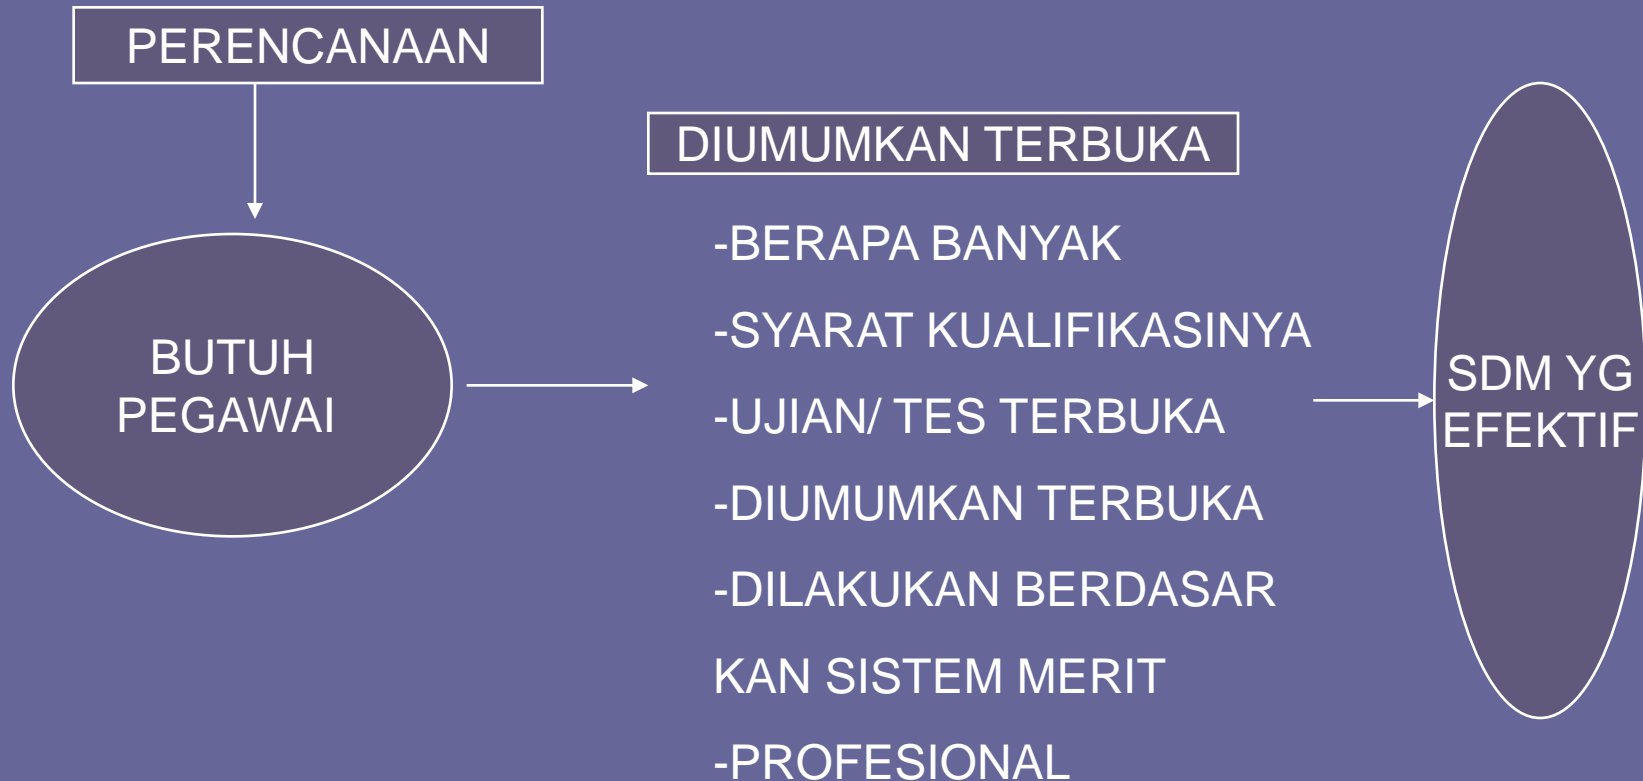 PERENCANAAN
BUTUH
PEGAWAI
DIUMUMKAN TERBUKA
-BERAPA BANYAK
-SYARAT KUALIFIKASINYA
-UJIAN/ TES TERBUKA
-DIUMUMKAN TERBUKA
-DILAKUKAN BERDASAR
KAN SISTEM MERIT
-PROFESIONAL
SDM YG
EFEKTIF